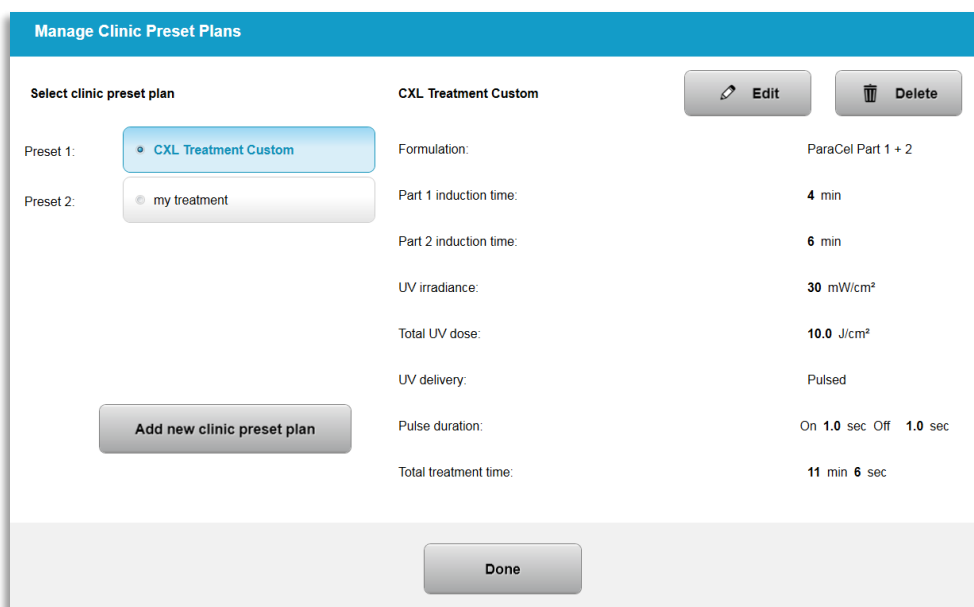 Manage Clinic Preset Plans
Select clinic preset plan
CXL Treatment Custom
Edit
Delete
Preset 1:
CXL Treatment Custom
Preset 2:
my treatment
Add new clinic preset plan
Formulation: ParaCel Part 1 + 2
Part 1 induction time: 4 min
Part 2 induction time: 6 min
UV irradiance: 30 mW/cm²
Total UV dose: 10.0 J/cm²
UV delivery: Pulsed
Pulse duration: On 1.0 sec Off 1.0 sec
Total treatment time: 11 min 6 sec
Done